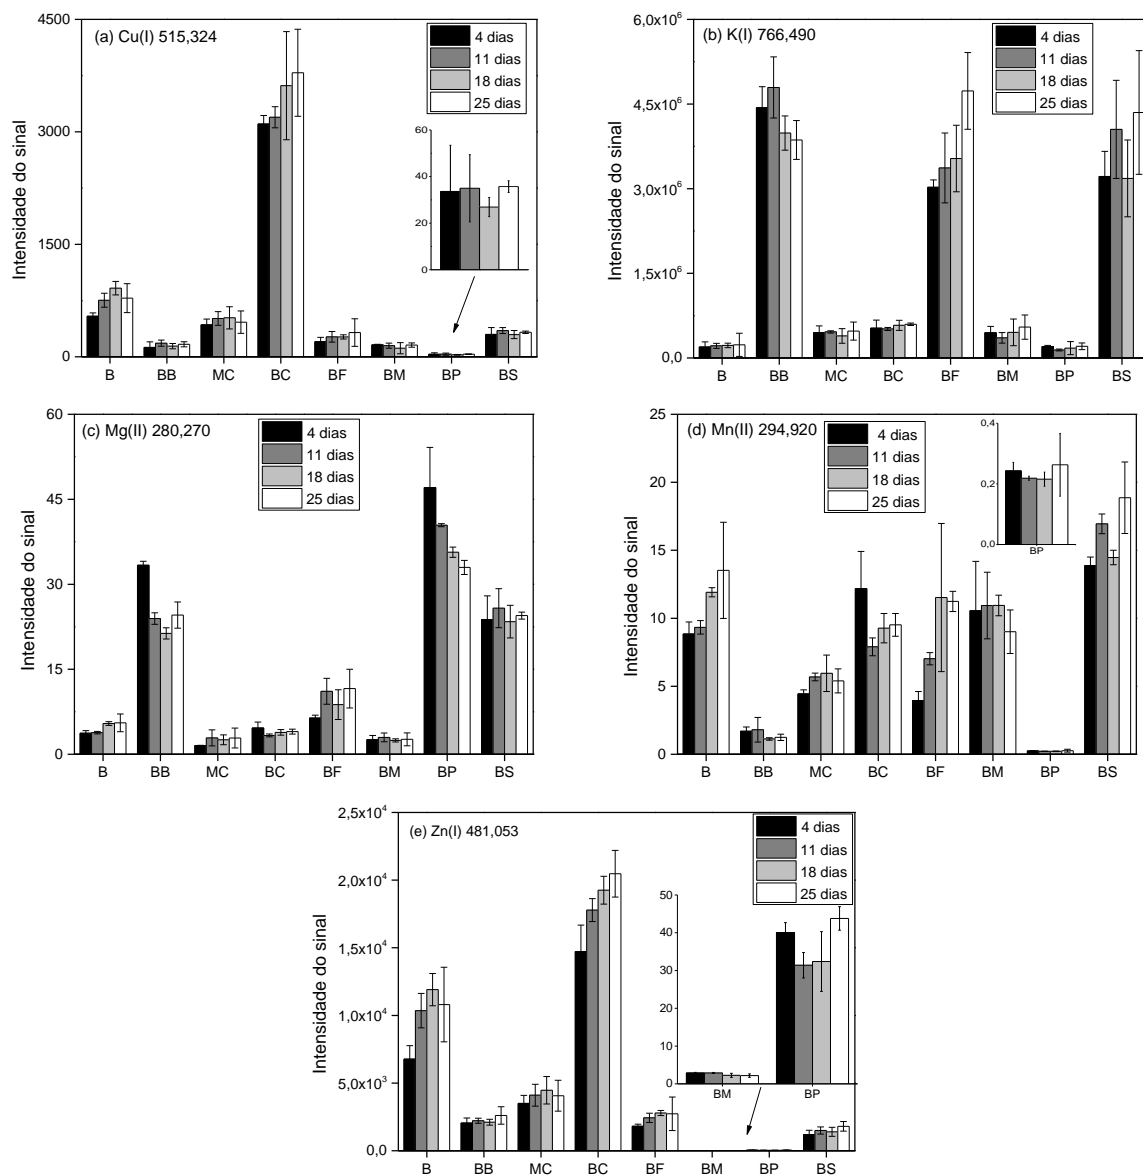 (a) Cu(I) 515,324
4 dias
11 dias
18 dias
25 dias
Intensidade do sinal
4500
3000
1500
0
60
40
20
0
B BB MC BC BF BM BP BS
(b) K(I) 766,490
4 dias
11 dias
18 dias
25 dias
Intensidade do sinal
6,0x10⁶
4,5x10⁶
3,0x10⁶
1,5x10⁶
0,0
B BB MC BC BF BM BP BS
(c) Mg(II) 280,270
4 dias
11 dias
18 dias
25 dias
Intensidade do sinal
60
45
30
15
0
B BB MC BC BF BM BP BS
(d) Mn(II) 294,920
4 dias
11 dias
18 dias
25 dias
Intensidade do sinal
25
20
15
10
5
0
0,4
0,2
0,0
BP
B BB MC BC BF BM BP BS
(e) Zn(I) 481,053
4 dias
11 dias
18 dias
25 dias
Intensidade do sinal
2,5x10⁴
2,0x10⁴
1,5x10⁴
1,0x10⁴
5,0x10³
0,0
50
40
30
20
10
0
BM BP
B BB MC BC BF BM BP BS